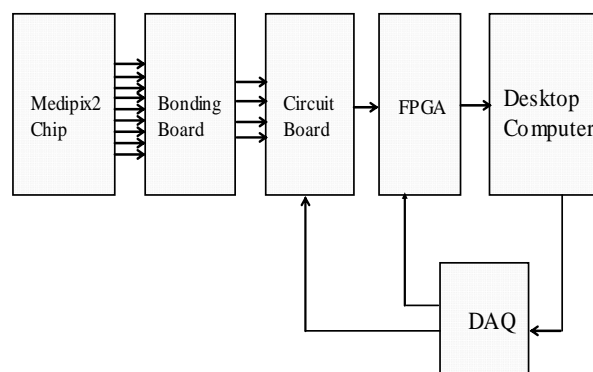 Medipix2
Chip
Bonding
Board
Circuit
Board
FPGA
Desktop
Computer
DAQ